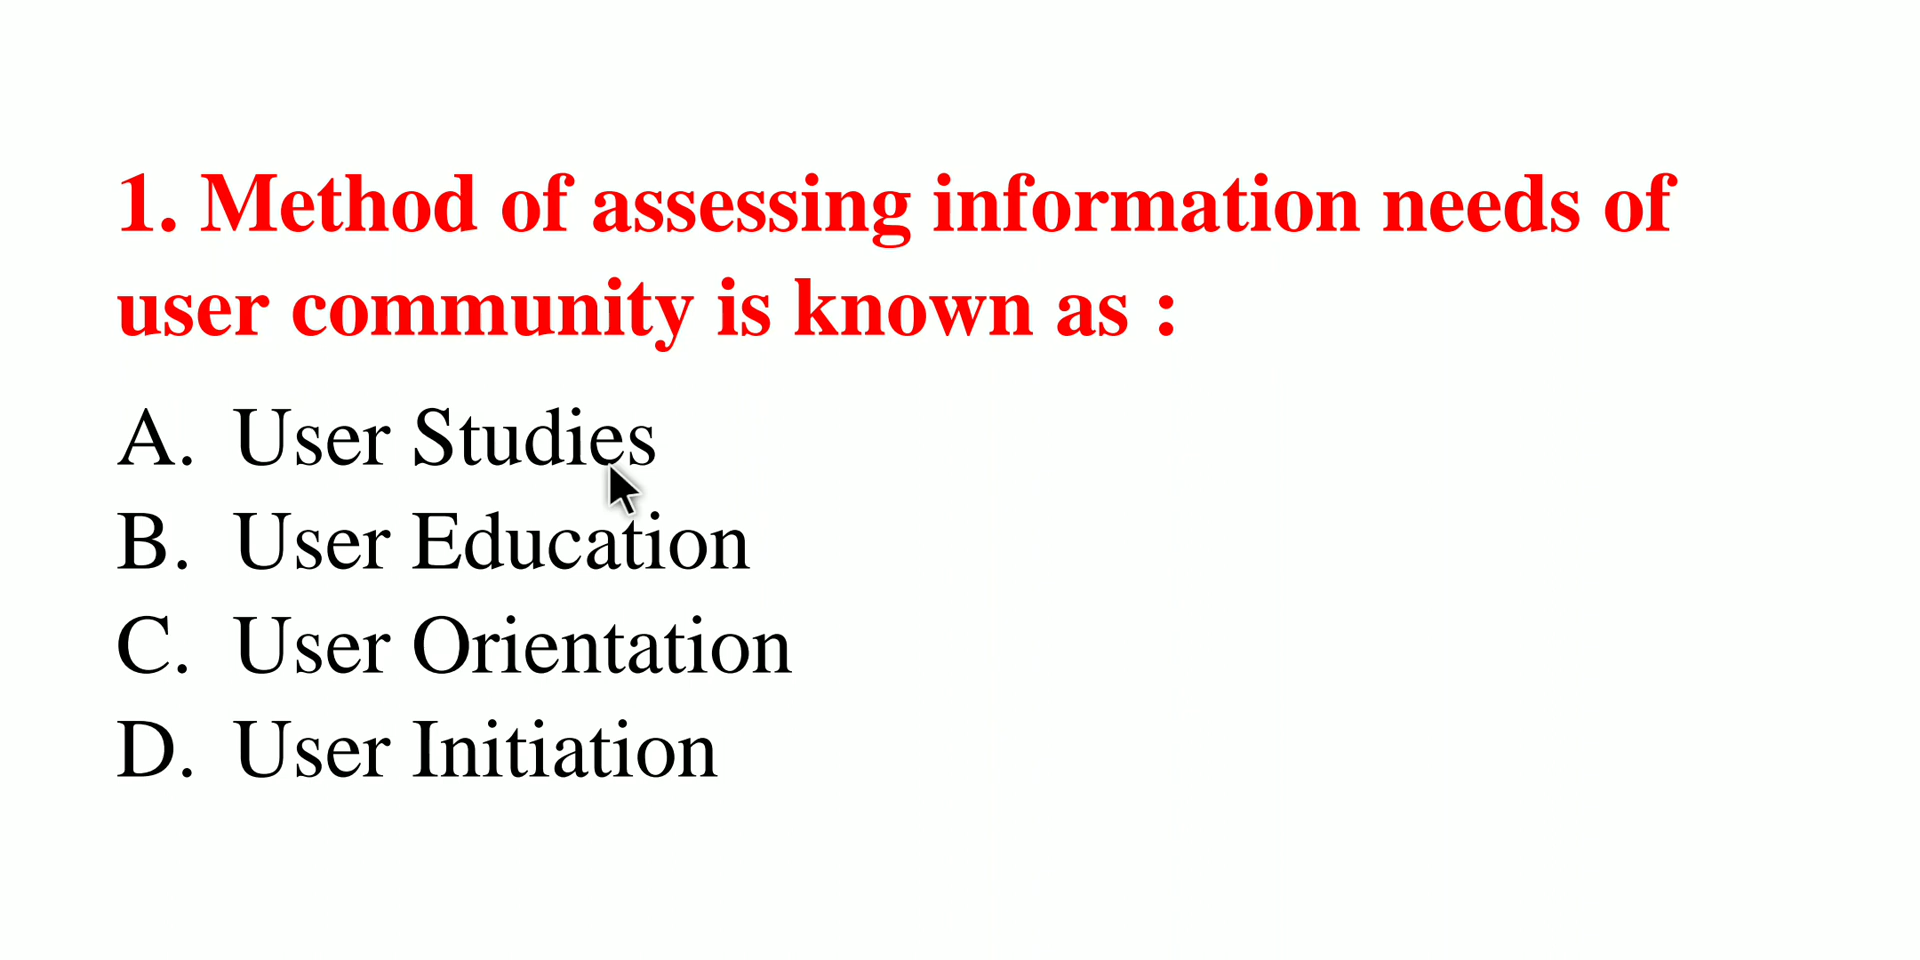 1. Method of assessing information needs of
user community is known as :
A. User Studies
B. User Education
C. User Orientation
D. User Initiation